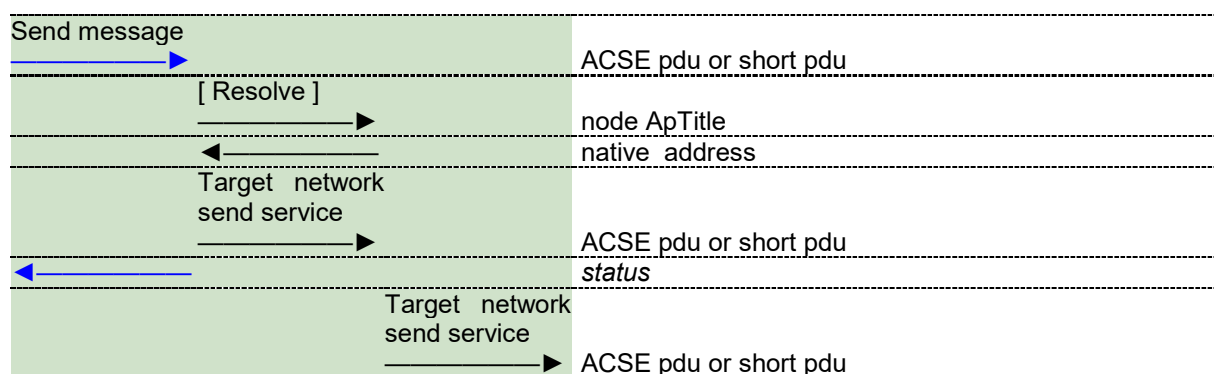 Send message
ACSE pdu or short pdu
[ Resolve ]
node ApTitle
native address
Target network
send service
ACSE pdu or short pdu
status
Target network
send service
ACSE pdu or short pdu